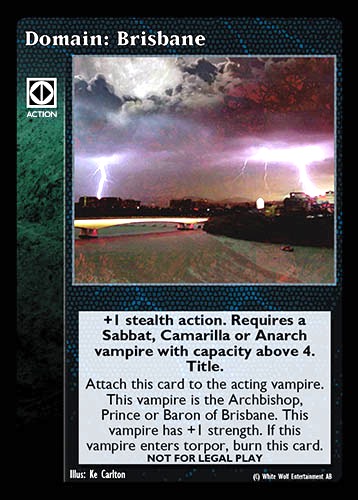 Domain: Brisbane
ACTION
+1 stealth action. Requires a
Sabbat, Camarilla or Anarch
vampire with capacity above 4.
Title.
Attach this card to the acting vampire.
This vampire is the Archbishop,
Prince or Baron of Brisbane. This
vampire has +1 strength. If this
vampire enters torpor, burn this card.
NOT FOR LEGAL PLAY
Illus: Ke Carlton
(C) White Wolf Entertainment AB